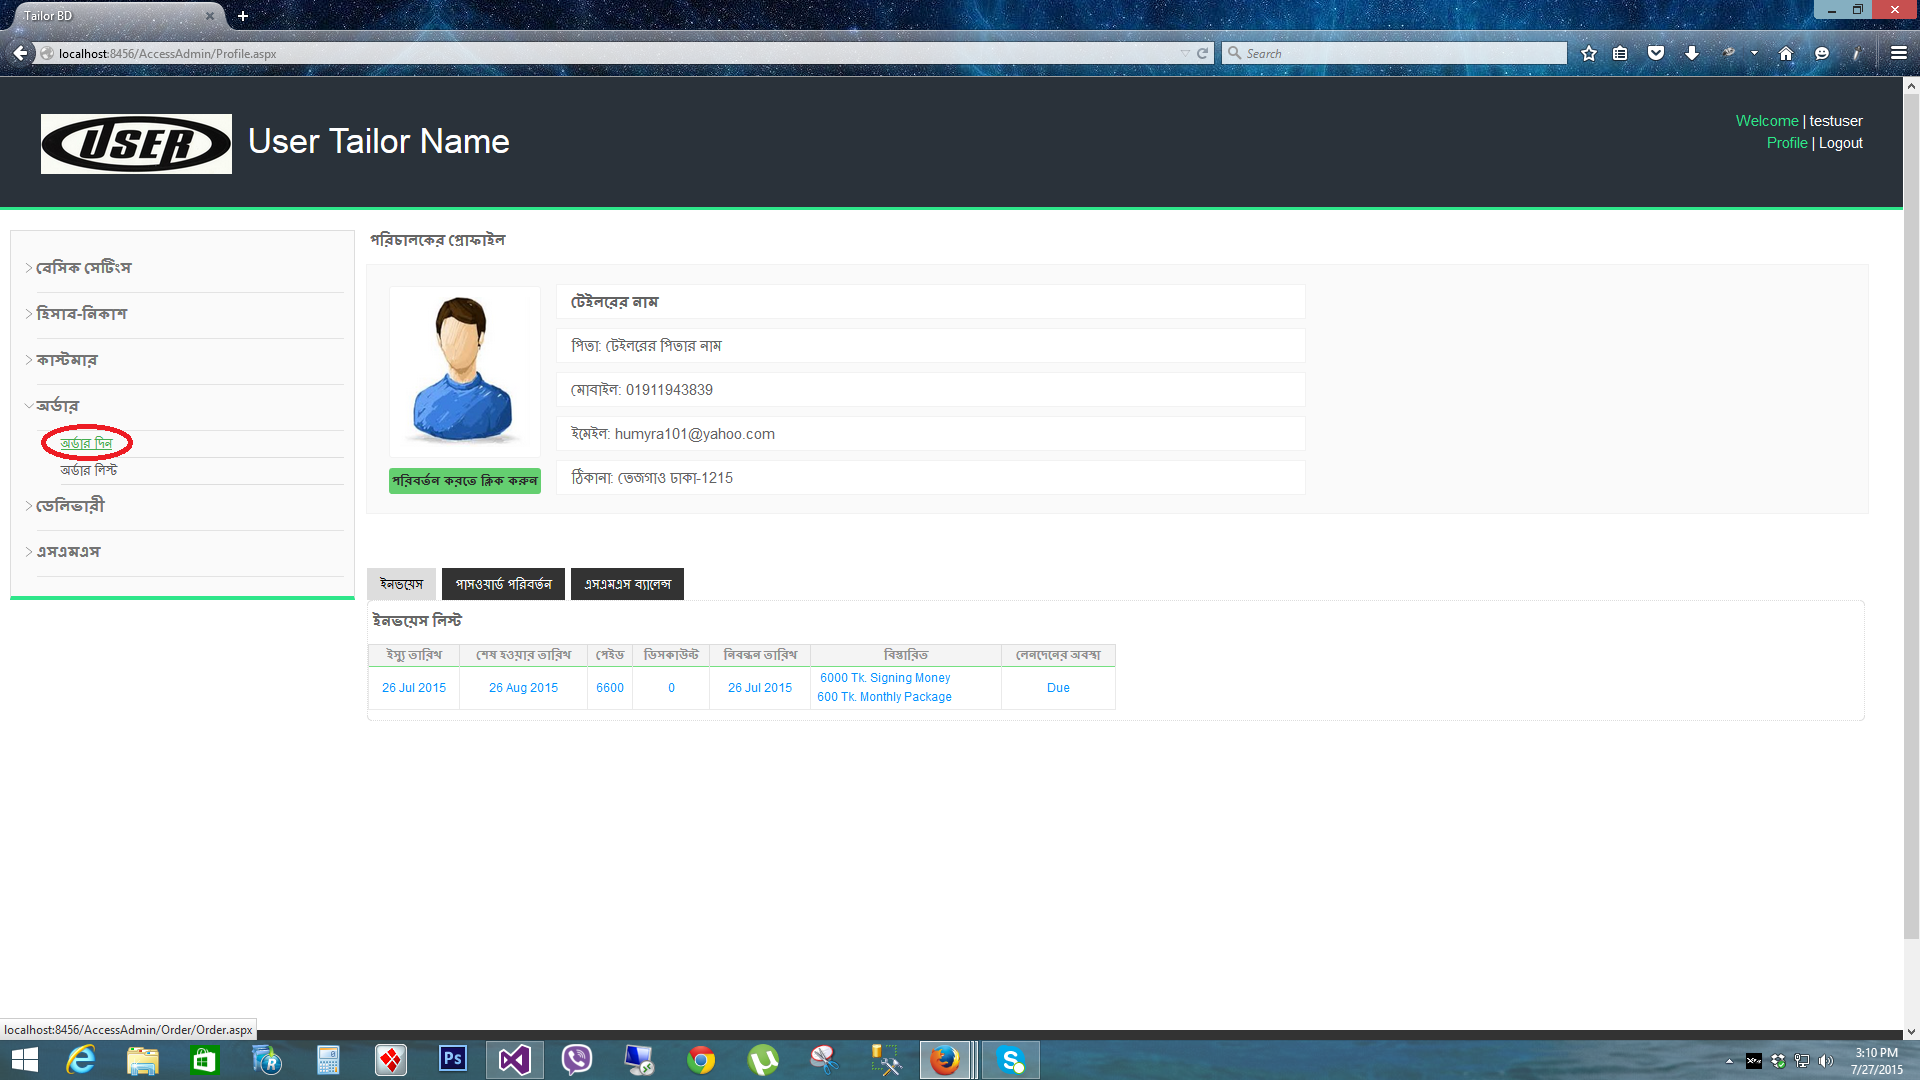 Tailor BD
localhost:8456/AccessAdmin/Profile.aspx
Search
USER
User Tailor Name
Welcome | testuser
Profile | Logout
বেসিক সেটিংস
হিসাব-নিকাশ
কাস্টমার
অর্ডার
অর্ডার দিন
অর্ডার লিস্ট
ডেলিভারী
এসএমএস
পরিচালকের প্রোফাইল
টেইলরের নাম
পিতা: টেইলরের পিতার নাম
মোবাইল: 01911943839
ইমেইল: humyra101@yahoo.com
ঠিকানা: তেজগাও ঢাকা-1215
পরিবর্তন করতে ক্লিক করুন
ইনভয়েস পাসওয়ার্ড পরিবর্তন এসএমএস ব্যালেন্স
ইনভয়েস লিস্ট
ইস্যু তারিখ শেষ হওয়ার তারিখ পেইড ডিসকাউন্ট নিবন্ধন তারিখ বিস্তারিত লেনদেনের অবস্থা
26 Jul 2015 26 Aug 2015 6600 0 26 Jul 2015 6000 Tk. Signing Money Due
600 Tk. Monthly Package
localhost:8456/AccessAdmin/Order/Order.aspx
Ps
3:10 PM
7/27/2015